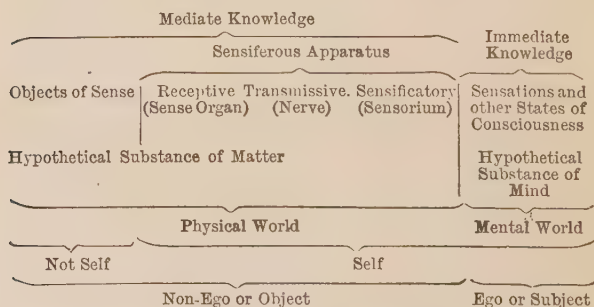 Mediate Knowledge
Immediate
Knowledge
Sensiferous Apparatus
Objects of Sense Receptive Transmissive. Sensificatory Sensations and
(Sense Organ) (Nerve) (Sensorium) other States of
Consciousness
Hypothetical Substance of Matter Hypothetical
Substance of
Mind
Physical World Mental World
Not Self Self
Non-Ego or Object Ego or Subject